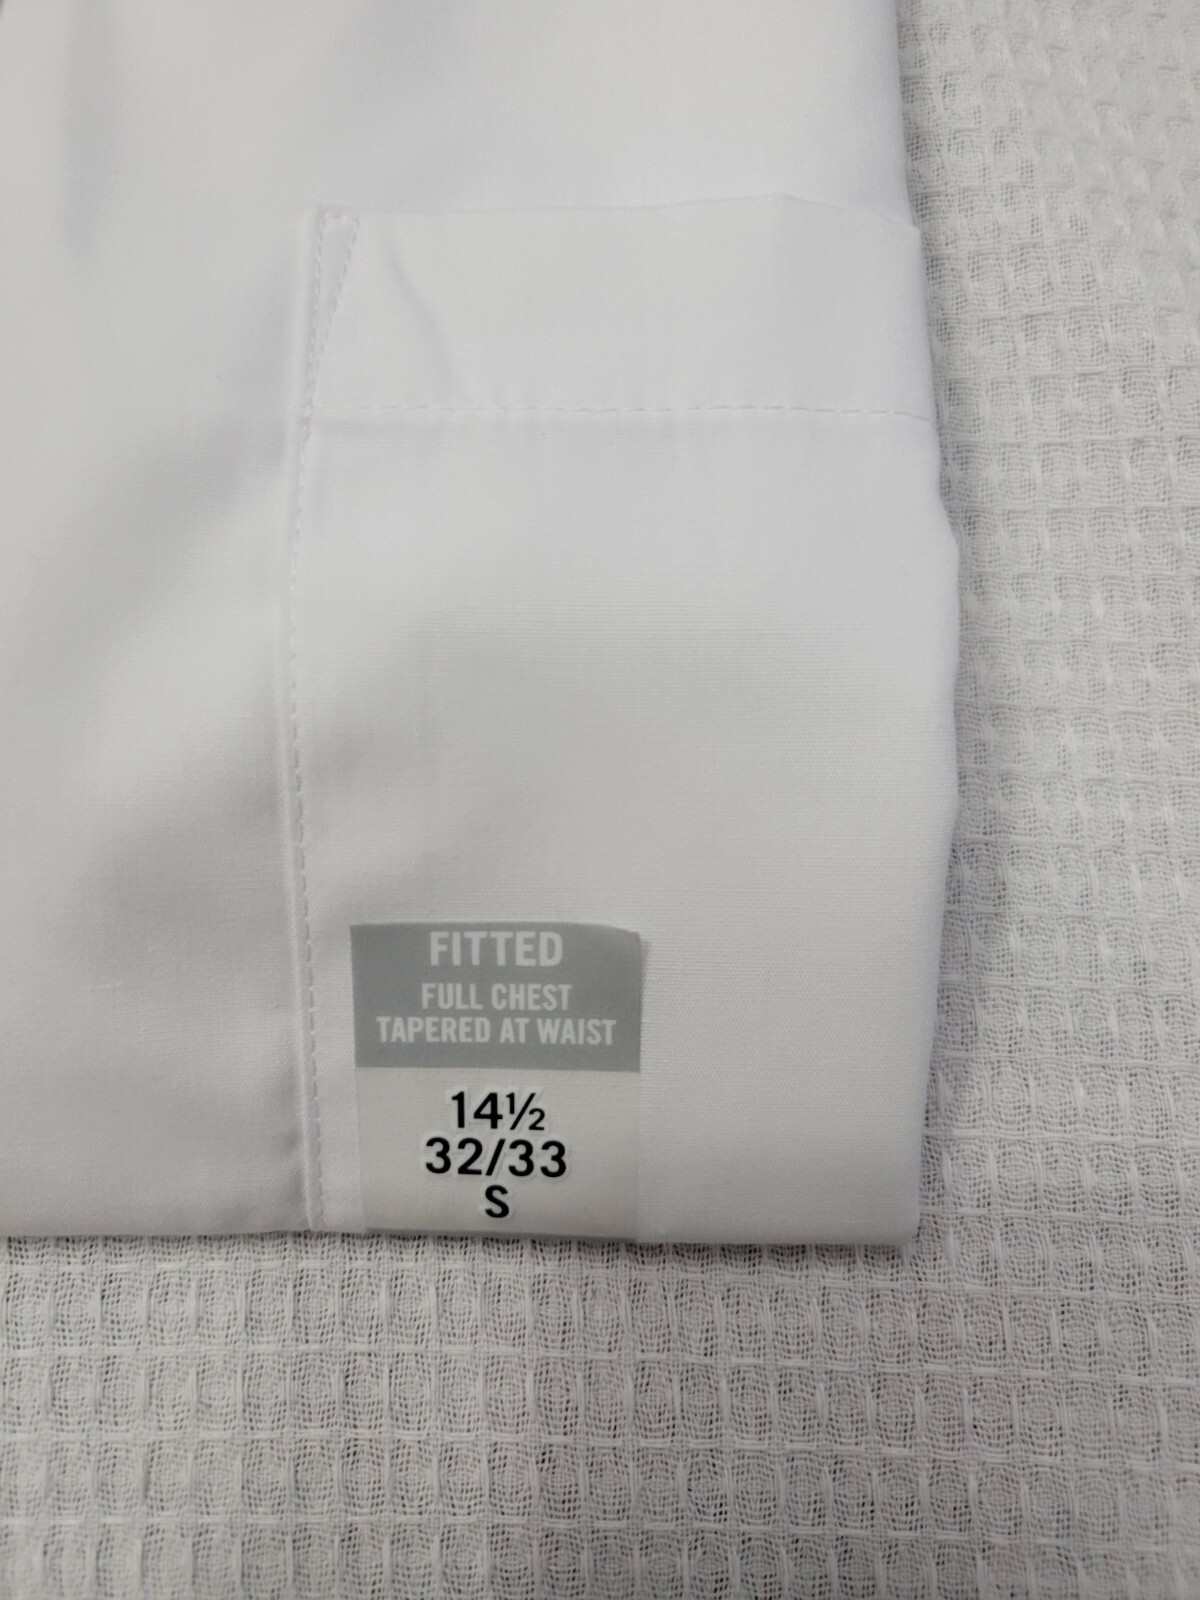 FITTED
FULL CHEST
TAPERED AT WAIST
14½
32/33
S